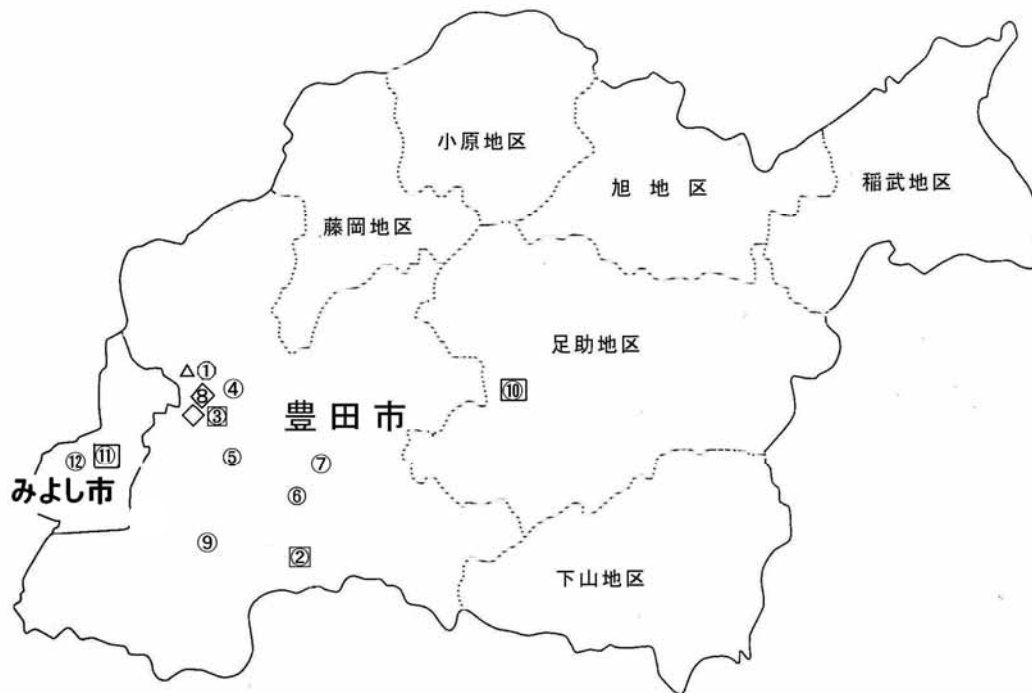 小原地区
旭地区
稲武地区
藤岡地区
足助地区
①
④
⑧
③
豊田市
⑩
⑤
⑦
⑫
⑪
みよし市
⑥
⑨
②
下山地区